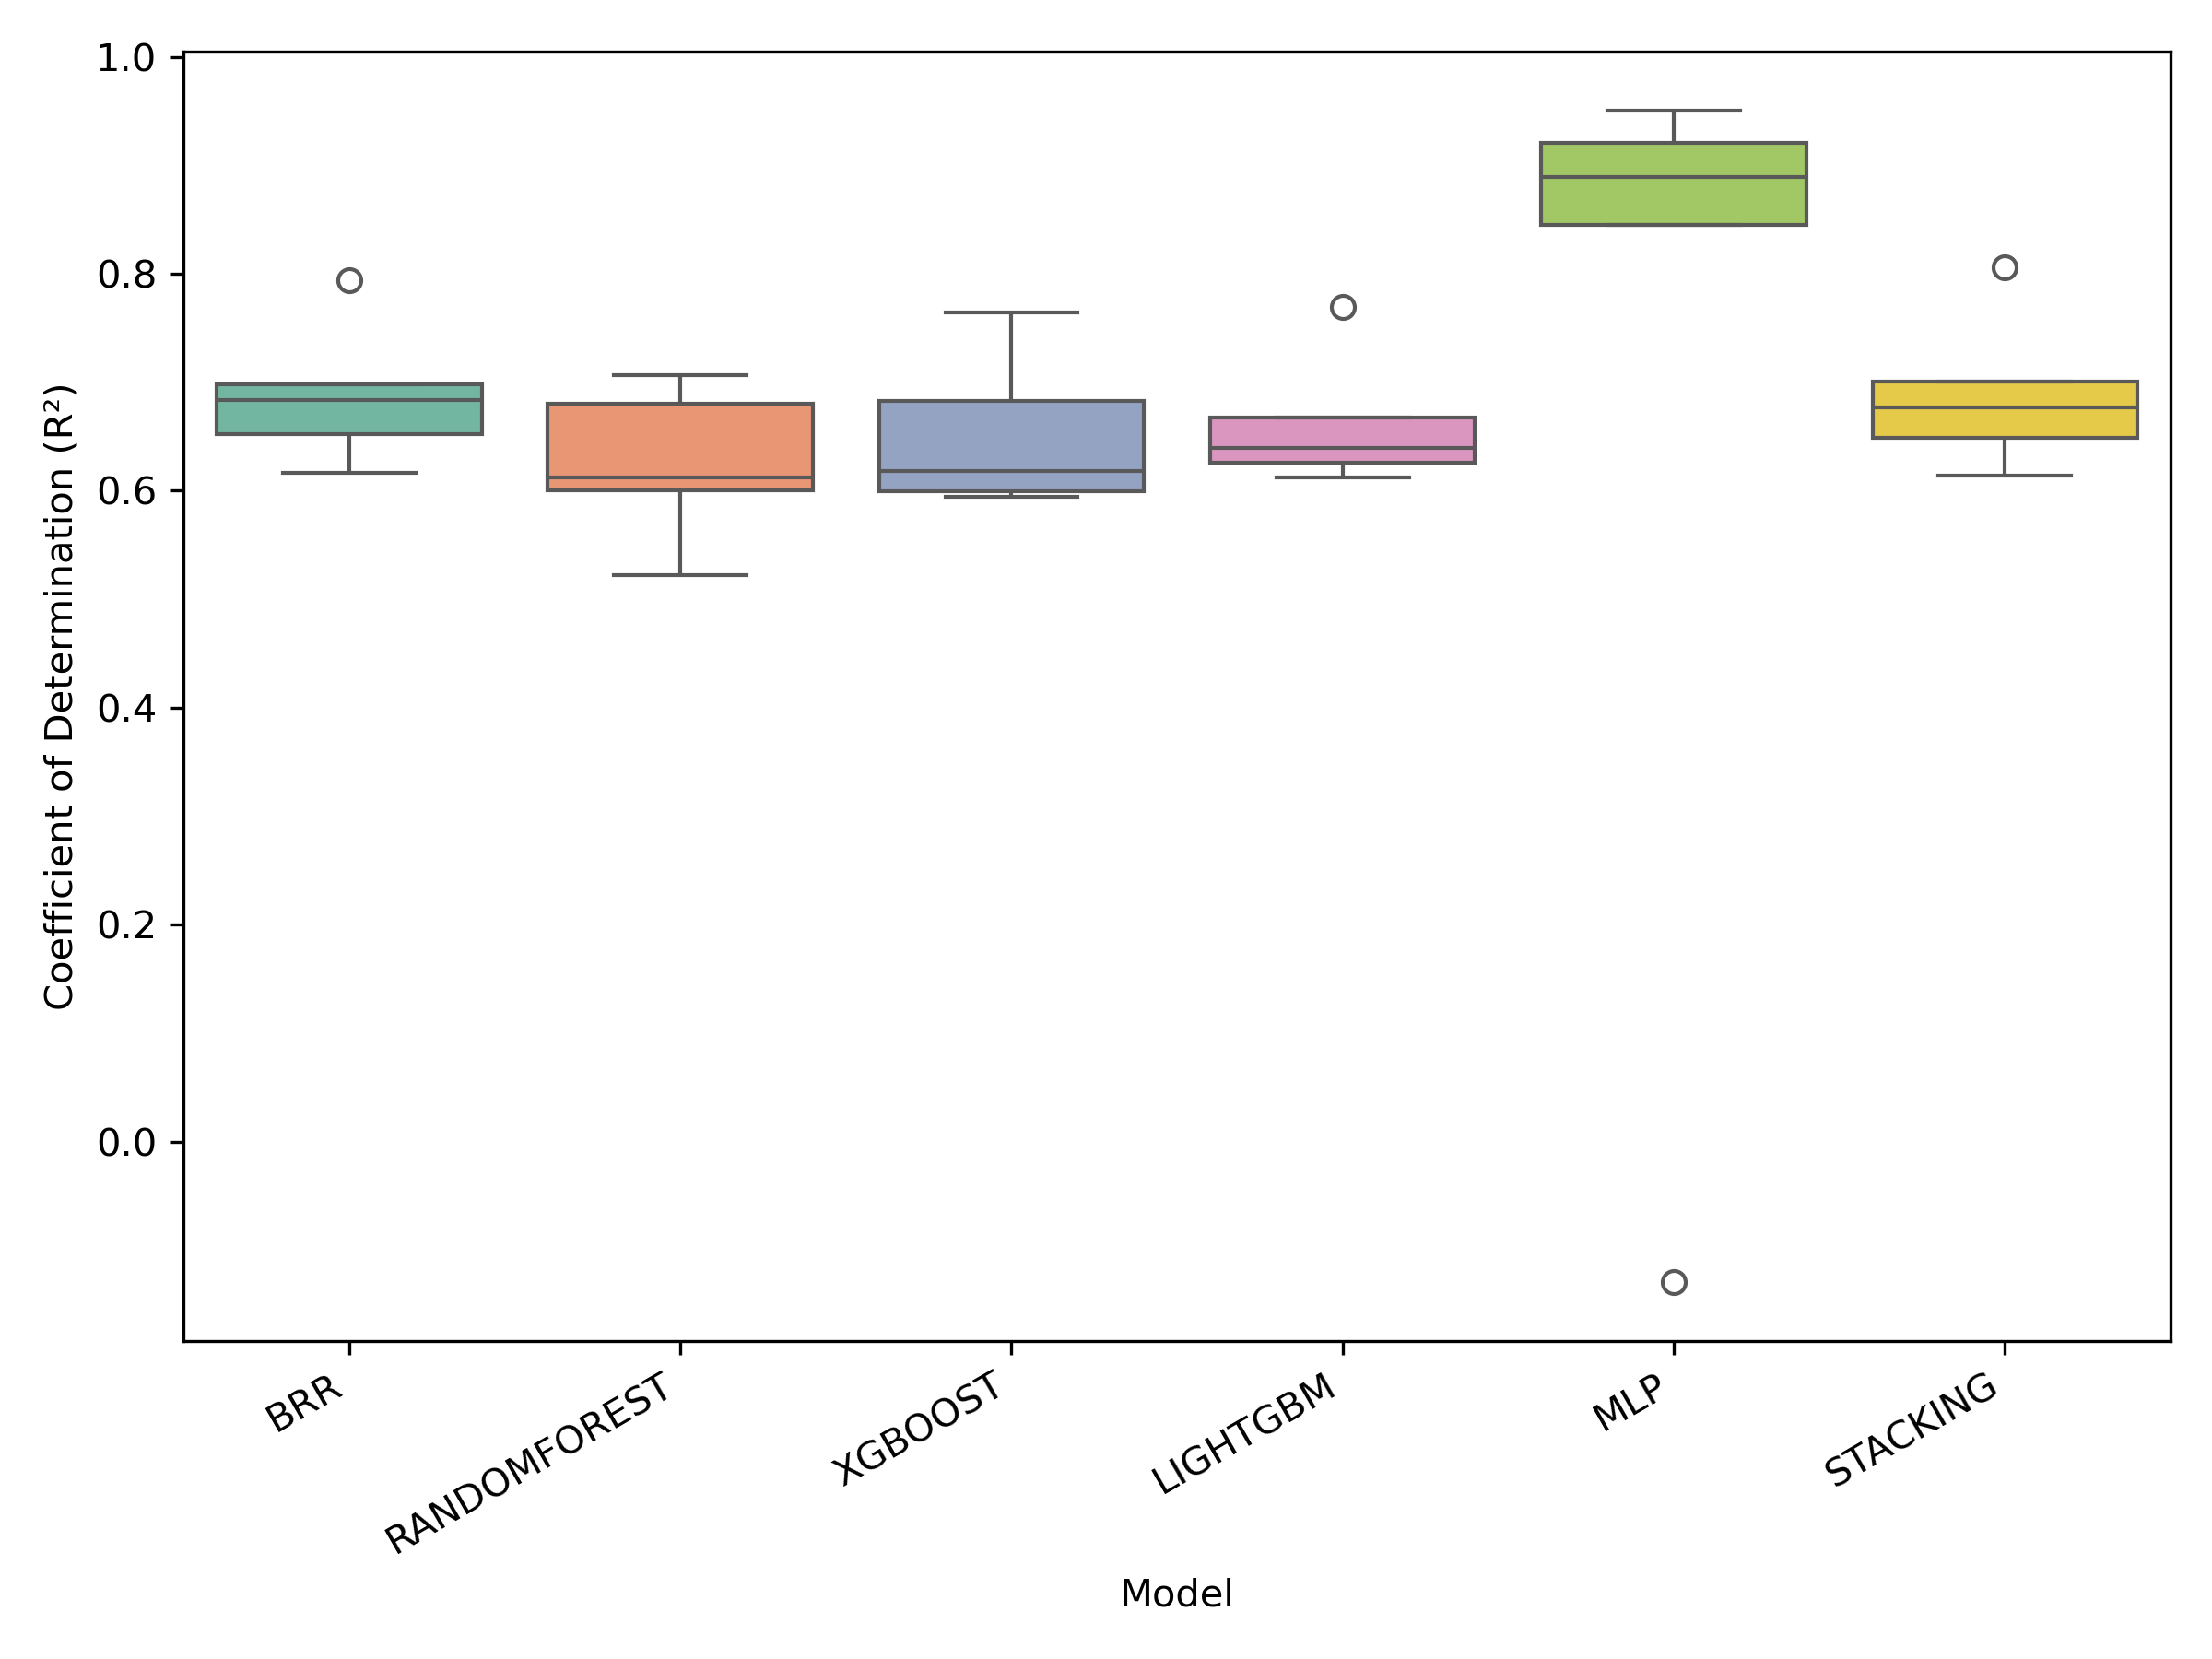 Coefficient of Determination (R²)
1.0
0.8
0.6
0.4
0.2
0.0
BRR
RANDOMFOREST
XGBOOST
LIGHTGBM
MLP
STACKING
Model